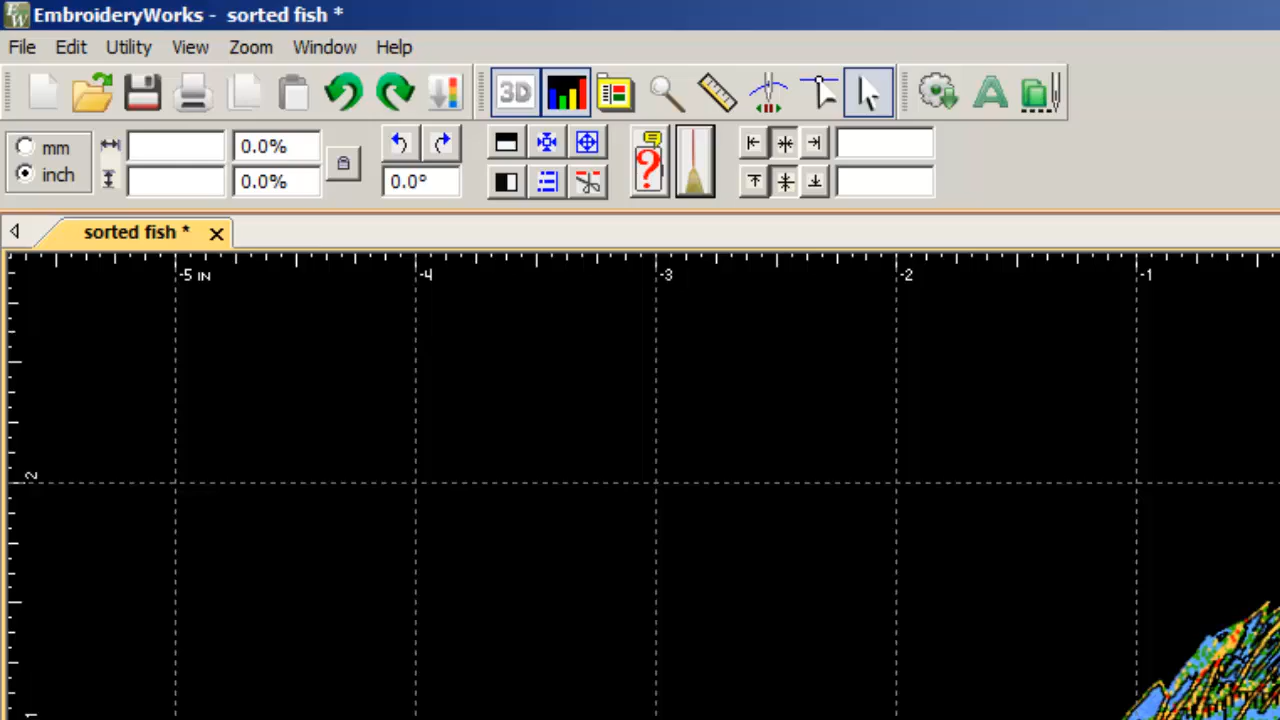 EmbroideryWorks - sorted fish *
File Edit Utility View Zoom Window Help
3D A
mm 0.0%
inch 0.0% 0.0°
?
sorted fish *
-5 IN -4 -3 -2 -1
2
1